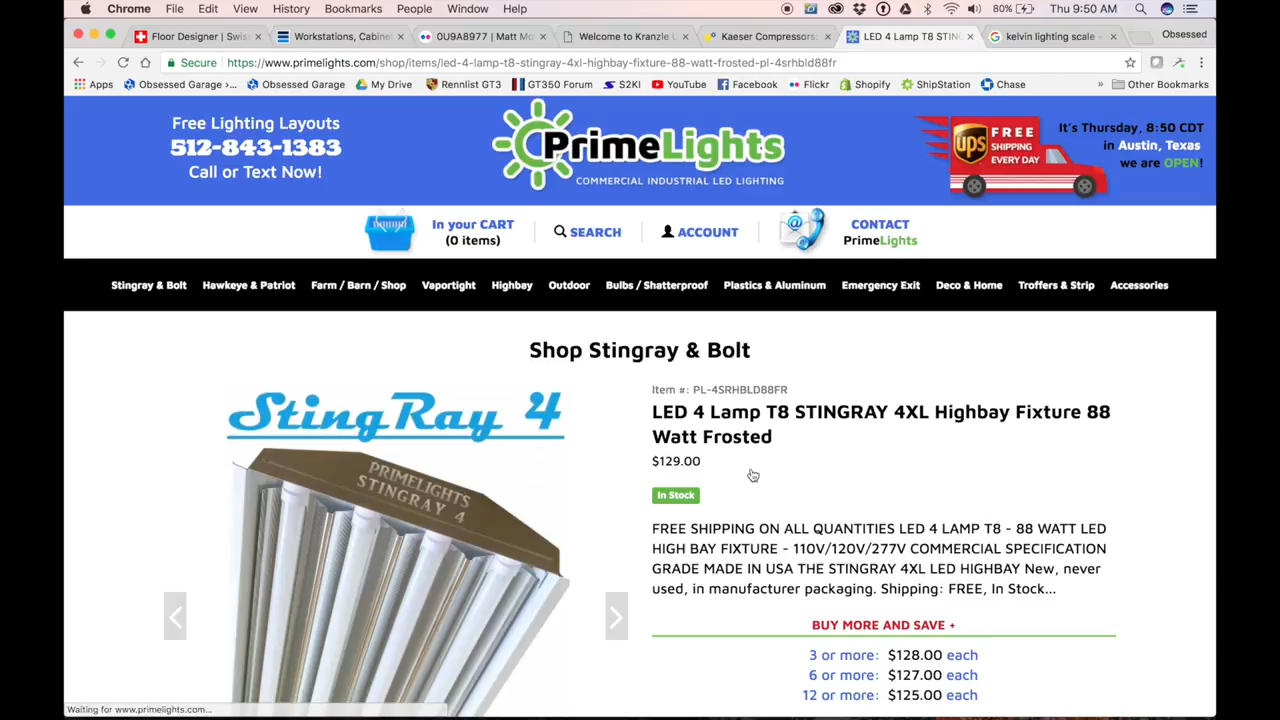 Chrome File Edit View History Bookmarks People Window Help 80% Thu 9:50 AM
Floor Designer | Swis Workstations, Cabine 0U9A8977 | Matt Mo Welcome to Kranzle U Kaeser Compressors: LED 4 Lamp T8 STING kelvin lighting scale - Obsessed
Secure https://www.primelights.com/shop/items/led-4-lamp-t8-stingray-4xl-highbay-fixture-88-watt-frosted-pl-4srhbld88fr
Apps Obsessed Garage >... Obsessed Garage My Drive Rennlist GT3 GT350 Forum S2KI YouTube Facebook Flickr Shopify ShipStation Chase » Other Bookmarks
Free Lighting Layouts
512-843-1383
Call or Text Now!
PrimeLights
COMMERCIAL INDUSTRIAL LED LIGHTING
ups
FREE
SHIPPING
EVERY DAY
It's Thursday, 8:50 CDT
in Austin, Texas
we are OPEN!
In your CART
(0 items)
SEARCH
ACCOUNT
@
CONTACT
PrimeLights
Stingray & Bolt Hawkeye & Patriot Farm / Barn / Shop Vaportight Highbay Outdoor Bulbs / Shatterproof Plastics & Aluminum Emergency Exit Deco & Home Troffers & Strip Accessories
Shop Stingray & Bolt
StingRay 4
PRIMELIGHTS
STINGRAY 4
Item #: PL-4SRHBLD88FR
LED 4 Lamp T8 STINGRAY 4XL Highbay Fixture 88
Watt Frosted
$129.00
In Stock
FREE SHIPPING ON ALL QUANTITIES LED 4 LAMP T8 - 88 WATT LED
HIGH BAY FIXTURE - 110V/120V/277V COMMERCIAL SPECIFICATION
GRADE MADE IN USA THE STINGRAY 4XL LED HIGHBAY New, never
used, in manufacturer packaging. Shipping: FREE, In Stock...
BUY MORE AND SAVE +
3 or more: $128.00 each
6 or more: $127.00 each
12 or more: $125.00 each
Waiting for www.primelights.com...